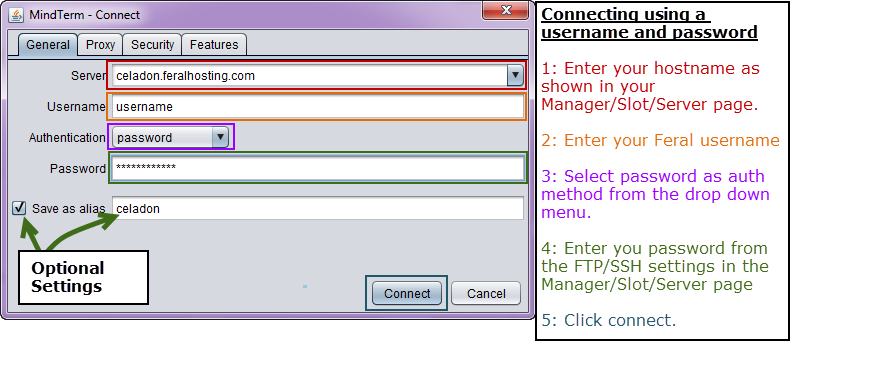 MindTerm - Connect
General Proxy Security Features
Server celadon.feralhosting.com
Username username
Authentication password
Password ************
Save as alias celadon
Optional
Settings
Connect Cancel
Connecting using a
username and password
1: Enter your hostname as
shown in your
Manager/Slot/Server page.
2: Enter your Feral username
3: Select password as auth
method from the drop down
menu.
4: Enter you password from
the FTP/SSH settings in the
Manager/Slot/Server page
5: Click connect.